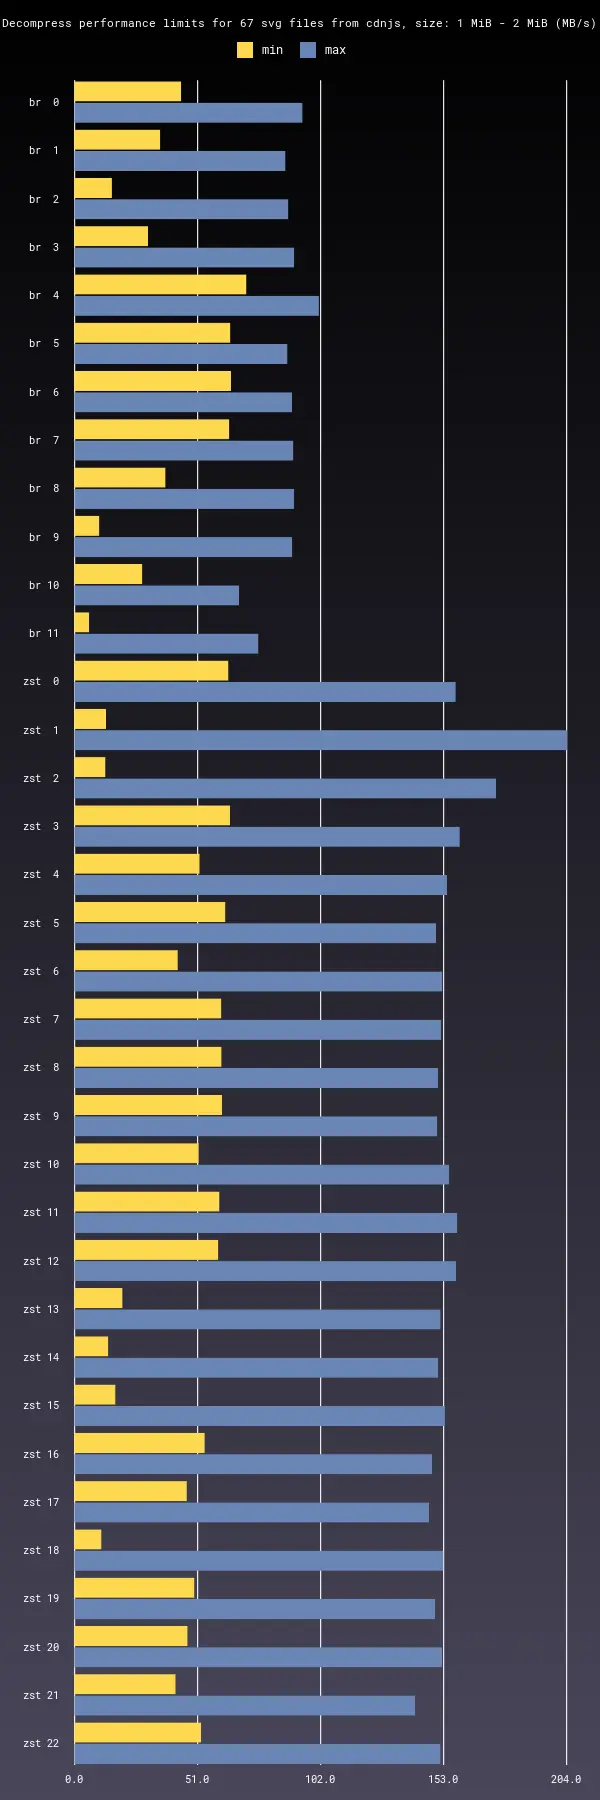 Decompress performance limits for 67 svg files from cdnjs, size: 1 MiB - 2 MiB (MB/s)
min max
br 0
br 1
br 2
br 3
br 4
br 5
br 6
br 7
br 8
br 9
br 10
br 11
zst 0
zst 1
zst 2
zst 3
zst 4
zst 5
zst 6
zst 7
zst 8
zst 9
zst 10
zst 11
zst 12
zst 13
zst 14
zst 15
zst 16
zst 17
zst 18
zst 19
zst 20
zst 21
zst 22
0.0 51.0 102.0 153.0 204.0